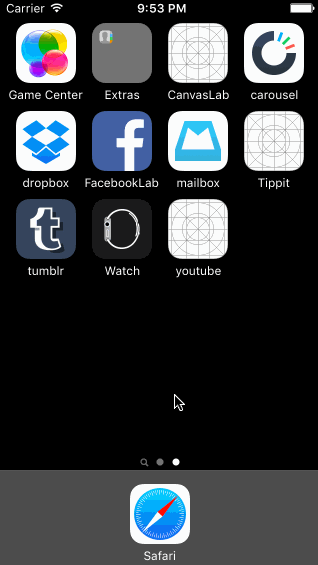 Carrier 9:53 PM
Game Center Extras CanvasLab carousel
dropbox FacebookLab mailbox Tippit
tumblr Watch youtube
Safari